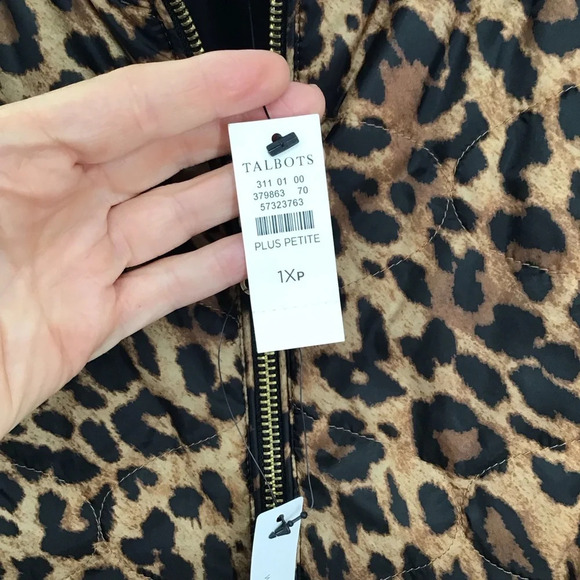 TALBOTS
311 01 00
379863 70
57323763
PLUS PETITE
1XP